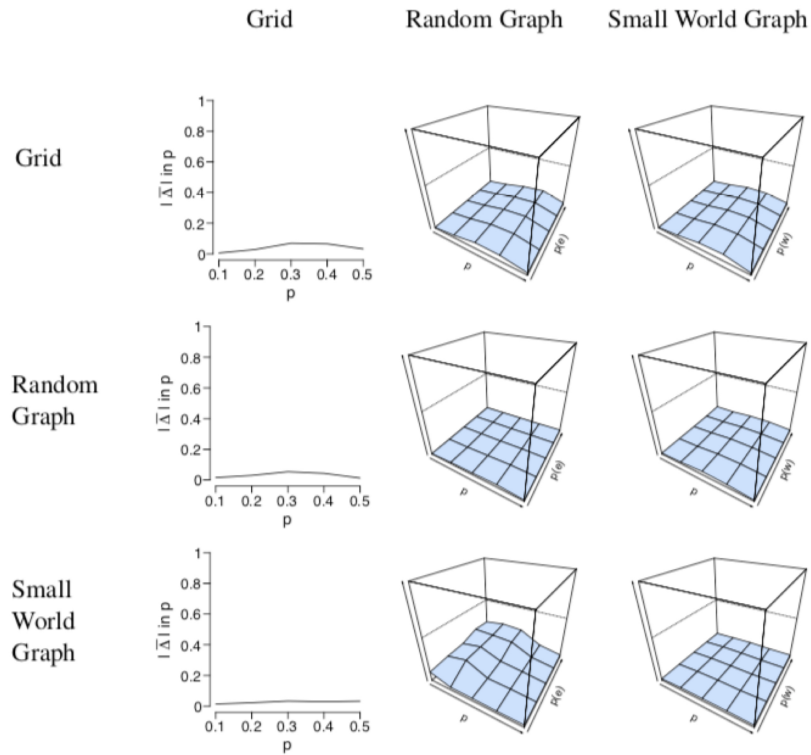 Grid Random Graph Small World Graph
Grid
1
0.8
0.6
0.4
0.2
0
| Δ̅ | in p
0.1 0.2 0.3 0.4 0.5
p
p
p(e)
p
p(w)
Random
Graph
1
0.8
0.6
0.4
0.2
0
| Δ̅ | in p
0.1 0.2 0.3 0.4 0.5
p
p
p(e)
p
p(w)
Small
World
Graph
1
0.8
0.6
0.4
0.2
0
| Δ̅ | in p
0.1 0.2 0.3 0.4 0.5
p
p
p(e)
p
p(w)